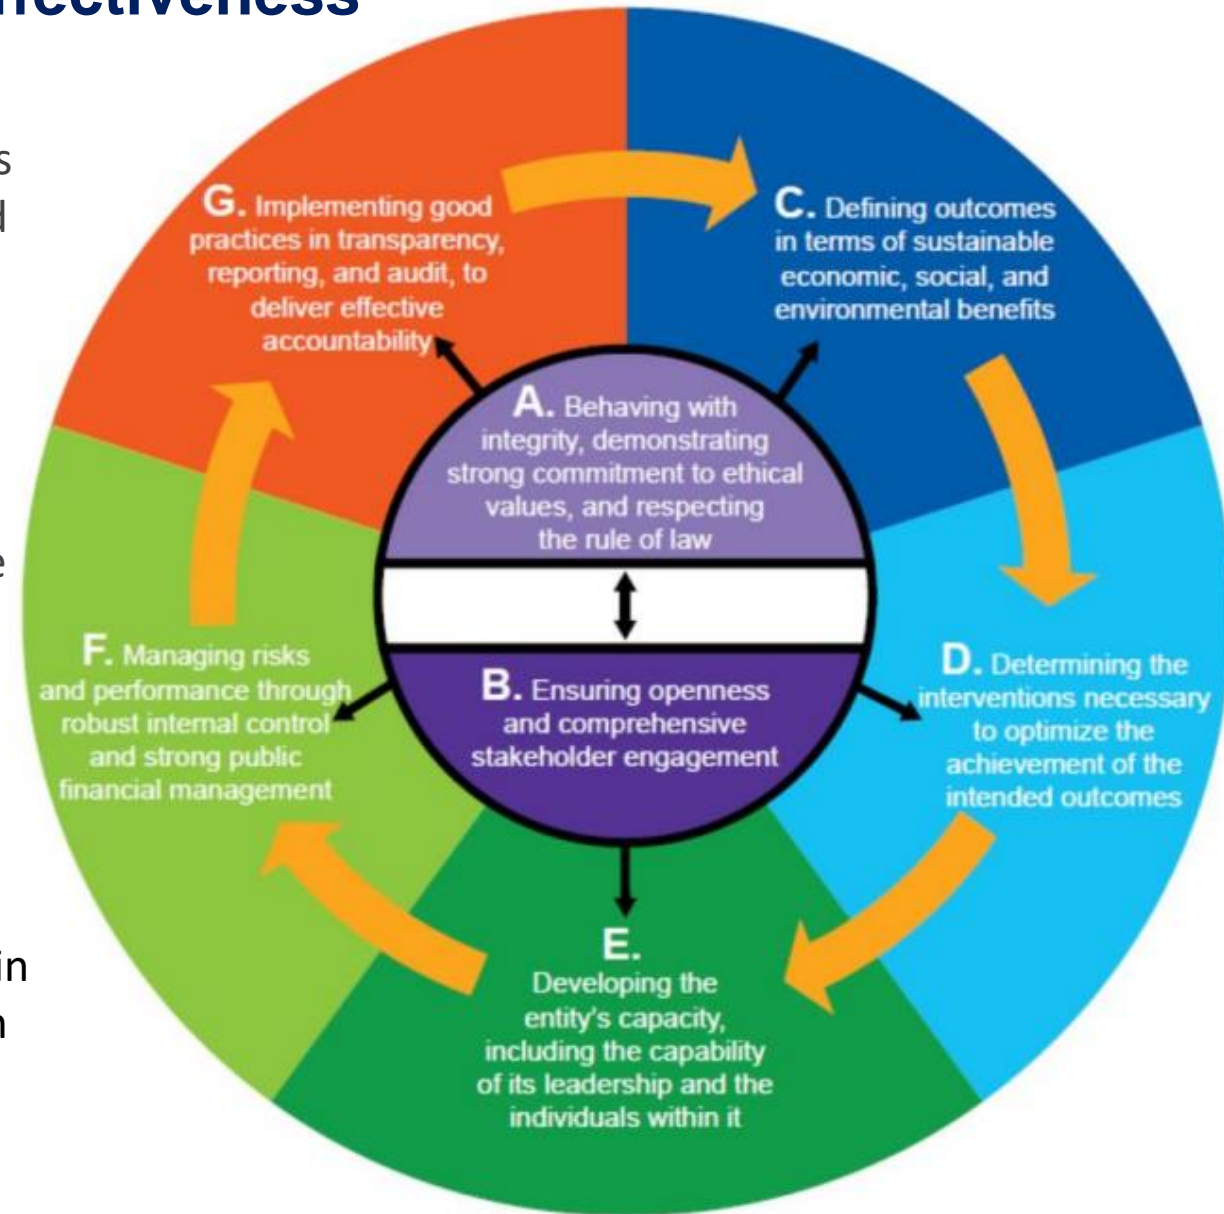 ffectiveness
s
d
e
in
n
G. Implementing good
practices in transparency,
reporting, and audit, to
deliver effective
accountability
C. Defining outcomes
in terms of sustainable
economic, social, and
environmental benefits
A. Behaving with
integrity, demonstrating
strong commitment to ethical
values, and respecting
the rule of law
B. Ensuring openness
and comprehensive
stakeholder engagement
F. Managing risks
and performance through
robust internal control
and strong public
financial management
D. Determining the
interventions necessary
to optimize the
achievement of the
intended outcomes
E.
Developing the
entity's capacity,
including the capability
of its leadership and the
individuals within it